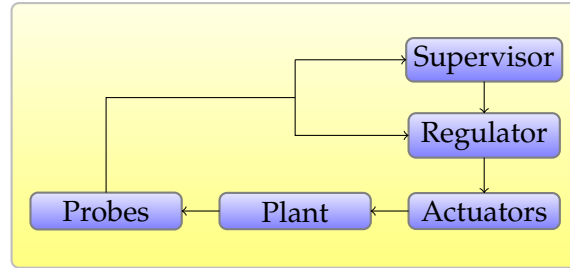 Supervisor
Regulator
Probes
Plant
Actuators